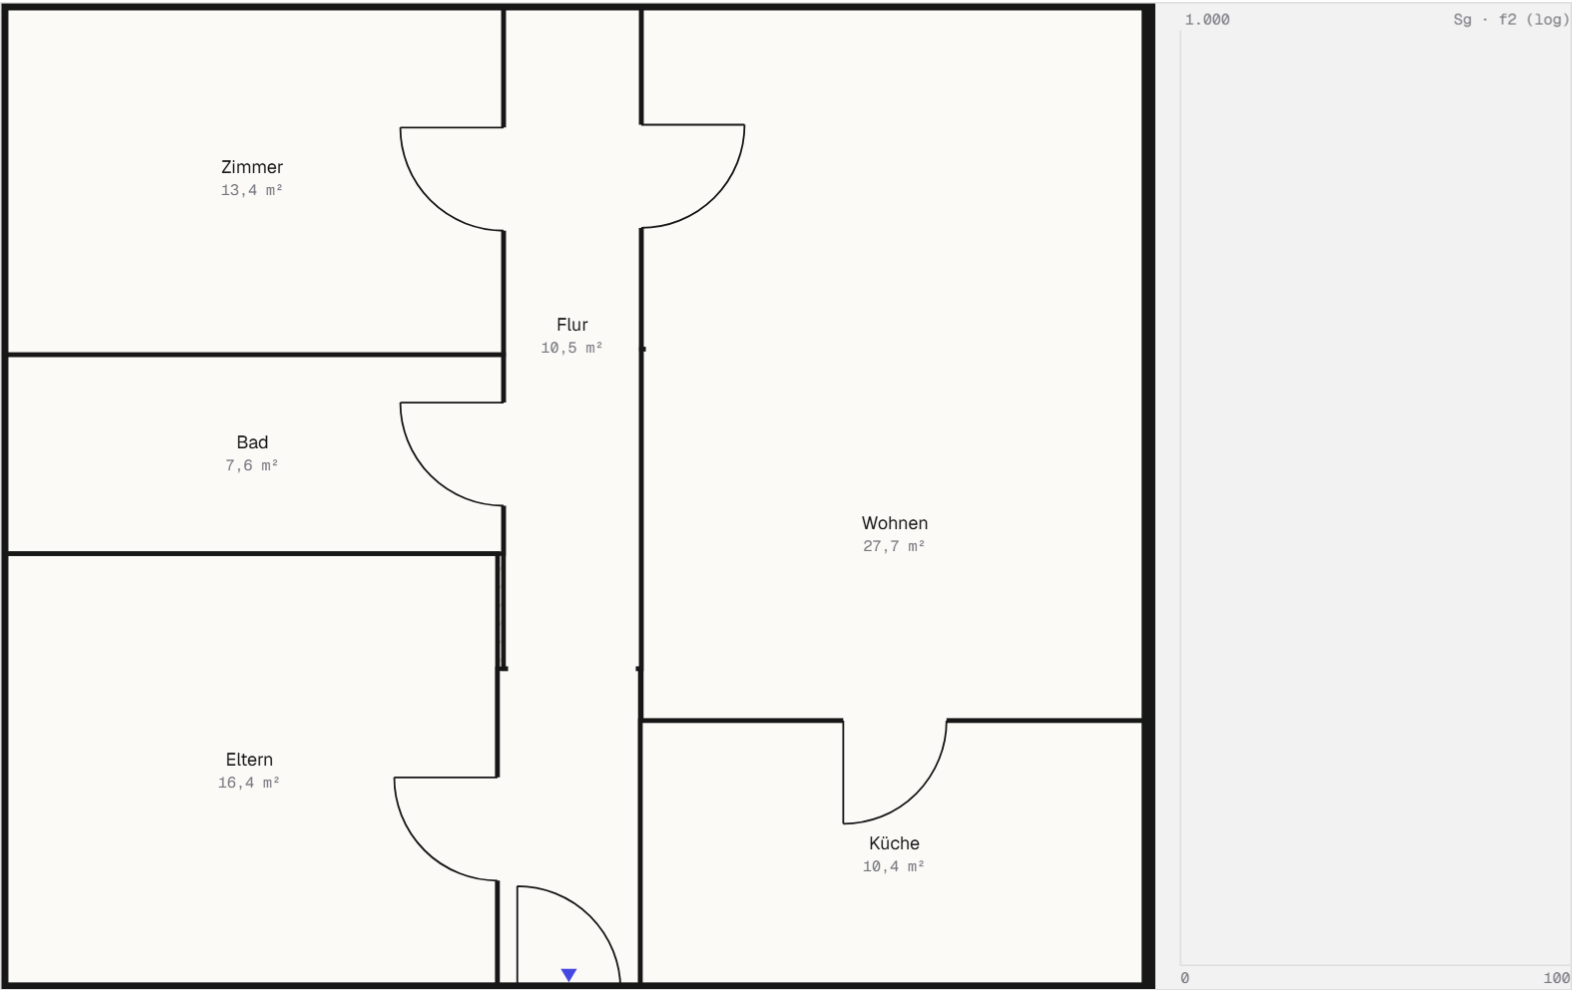 1.000
Sg · f2 (log)
Zimmer
13,4 m²
Flur
10,5 m²
Bad
7,6 m²
Wohnen
27,7 m²
Eltern
16,4 m²
Küche
10,4 m²
0
100